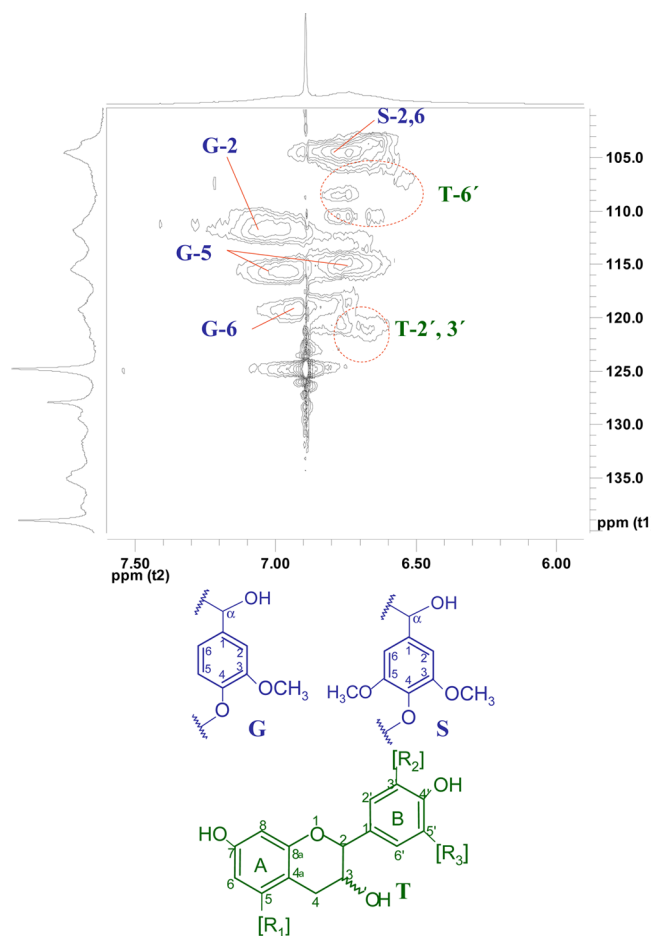 S-2,6
G-2
105.0
T-6´
110.0
G-5
115.0
G-6
T-2´, 3´
120.0
125.0
130.0
135.0
ppm (t1
7.50
7.00
6.50
6.00
ppm (t2)
OH
α
1
6
2
5
3
4
OCH3
O
G
OH
α
1
6
2
5
3
4
H3CO
OCH3
O
S
[R2]
3'
OH
4'
2'
B
1'
5'
6'
[R3]
HO
8
O
1
7
8a
2
A
4a
3
6
5
4
OH
T
[R1]